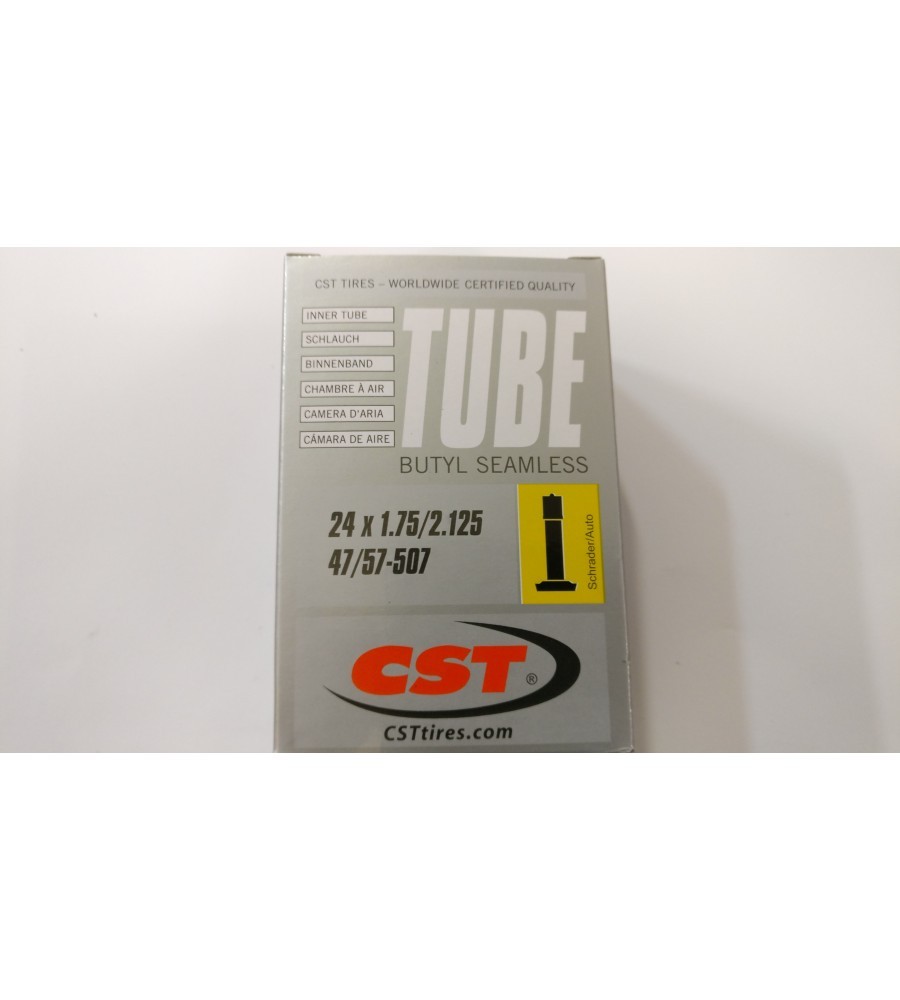 CST TIRES – WORLDWIDE CERTIFIED QUALITY
INNER TUBE
SCHLAUCH
BINNENBAND
CHAMBRE À AIR
CAMERA D'ARIA
CÁMARA DE AIRE
TUBE
BUTYL SEAMLESS
24 x 1.75/2.125
47/57-507
Schrader/Auto
CST®
CSTtires.com